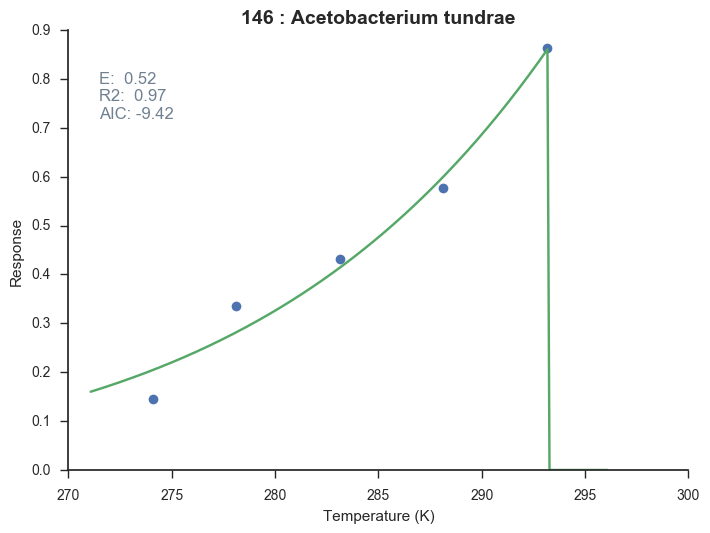 146 : Acetobacterium tundrae
E:  0.52
R2:  0.97
AIC: -9.42
0.9
0.8
0.7
0.6
0.5
0.4
0.3
0.2
0.1
0.0
Response
270
275
280
285
290
295
300
Temperature (K)